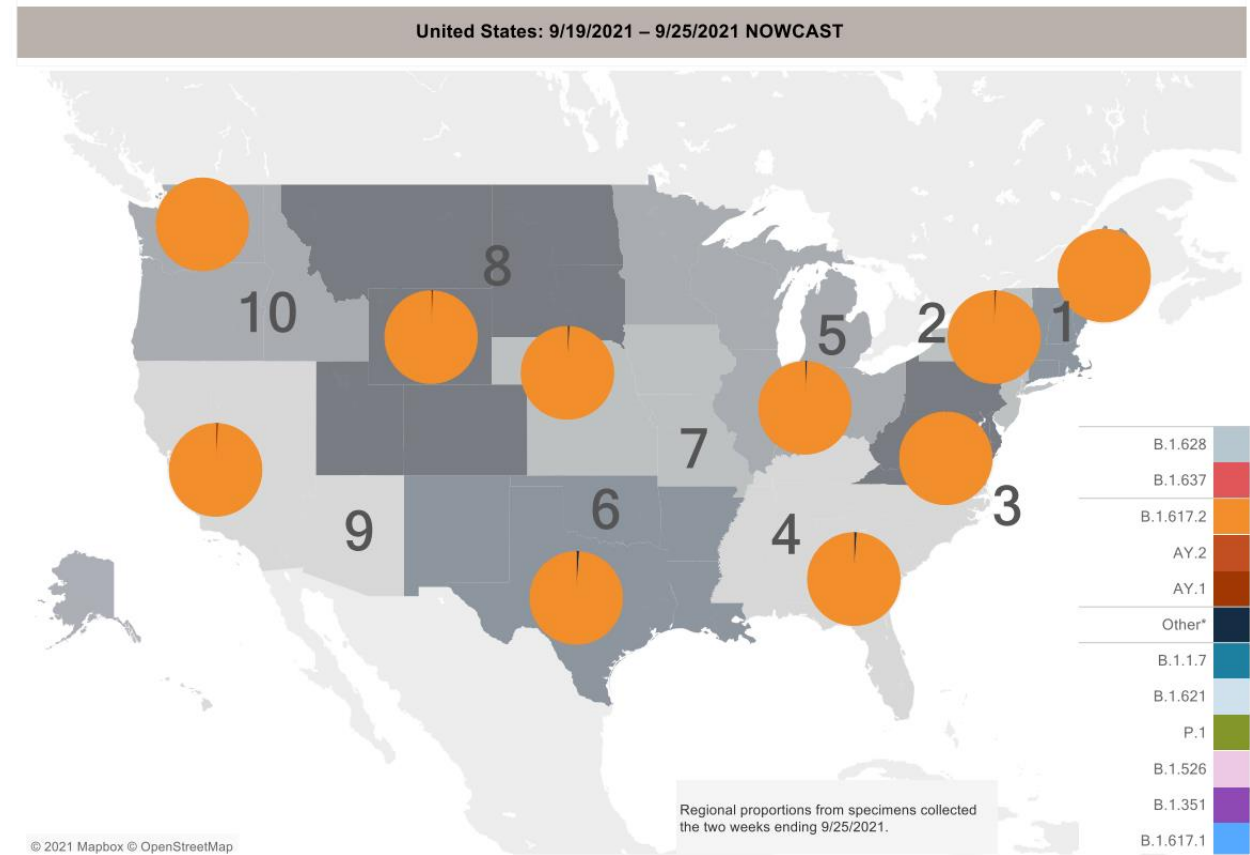 United States: 9/19/2021 – 9/25/2021 NOWCAST
8
10
2
1
5
7
6
3
4
9
B.1.628
B.1.637
B.1.617.2
AY.2
AY.1
Other*
B.1.1.7
B.1.621
P.1
B.1.526
B.1.351
B.1.617.1
Regional proportions from specimens collected
the two weeks ending 9/25/2021.
© 2021 Mapbox © OpenStreetMap